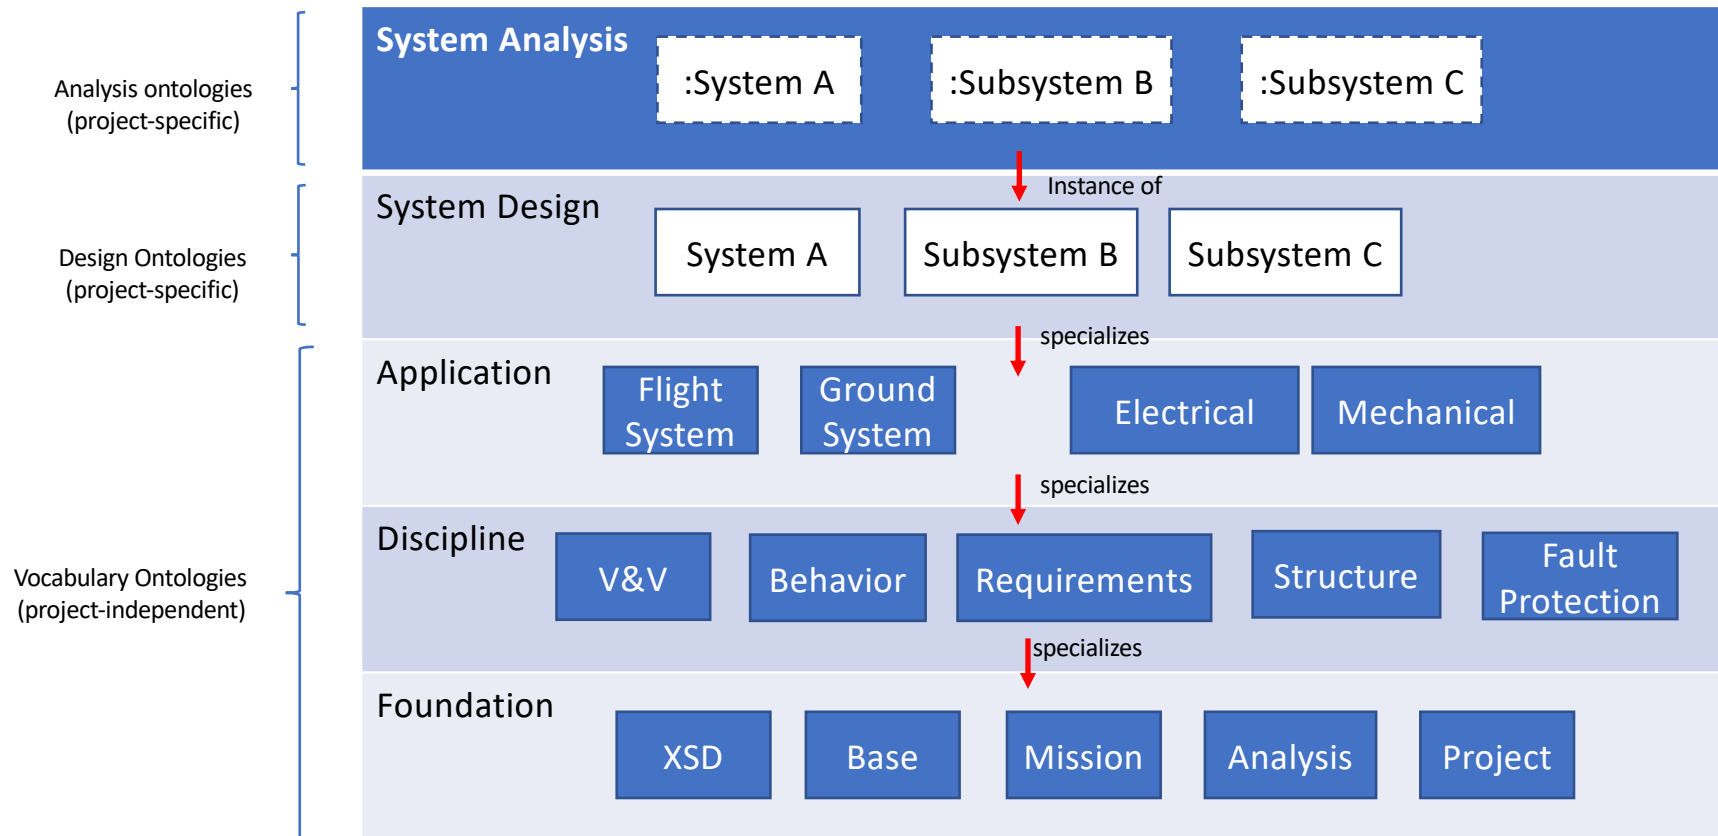 System Analysis
:System A
:Subsystem B
:Subsystem C
Analysis ontologies
(project-specific)
Instance of
System Design
System A
Subsystem B
Subsystem C
Design Ontologies
(project-specific)
specializes
Application
Flight
System
Ground
System
Electrical
Mechanical
specializes
Discipline
V&V
Behavior
Requirements
Structure
Fault
Protection
Vocabulary Ontologies
(project-independent)
specializes
Foundation
XSD
Base
Mission
Analysis
Project